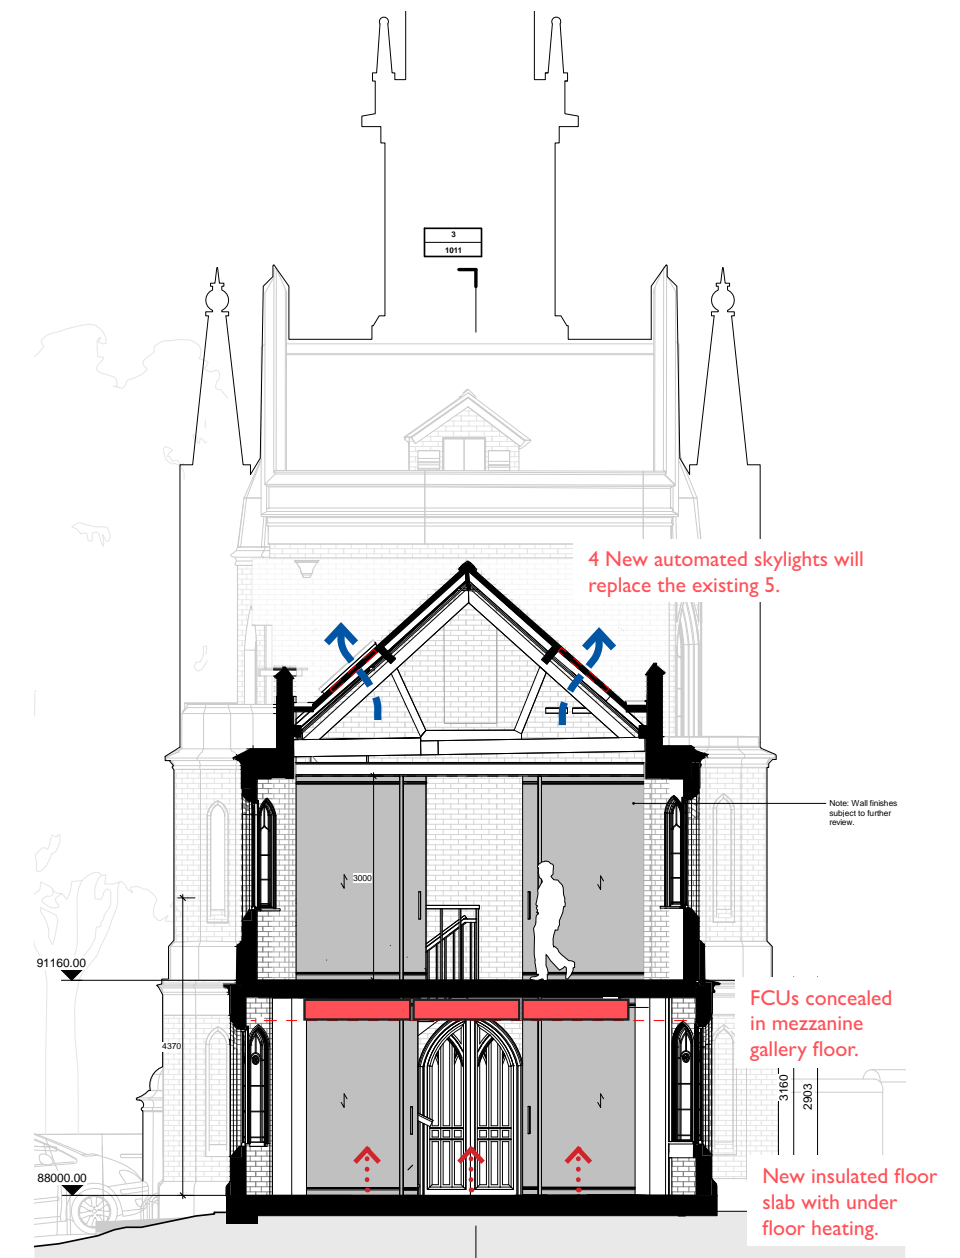 3
1011
4 New automated skylights will
replace the existing 5.
Note: Wall finishes
subject to further
review.
3000
91160.00
FCUs concealed
in mezzanine
gallery floor.
4370
3160
2903
88000.00
New insulated floor
slab with under
floor heating.